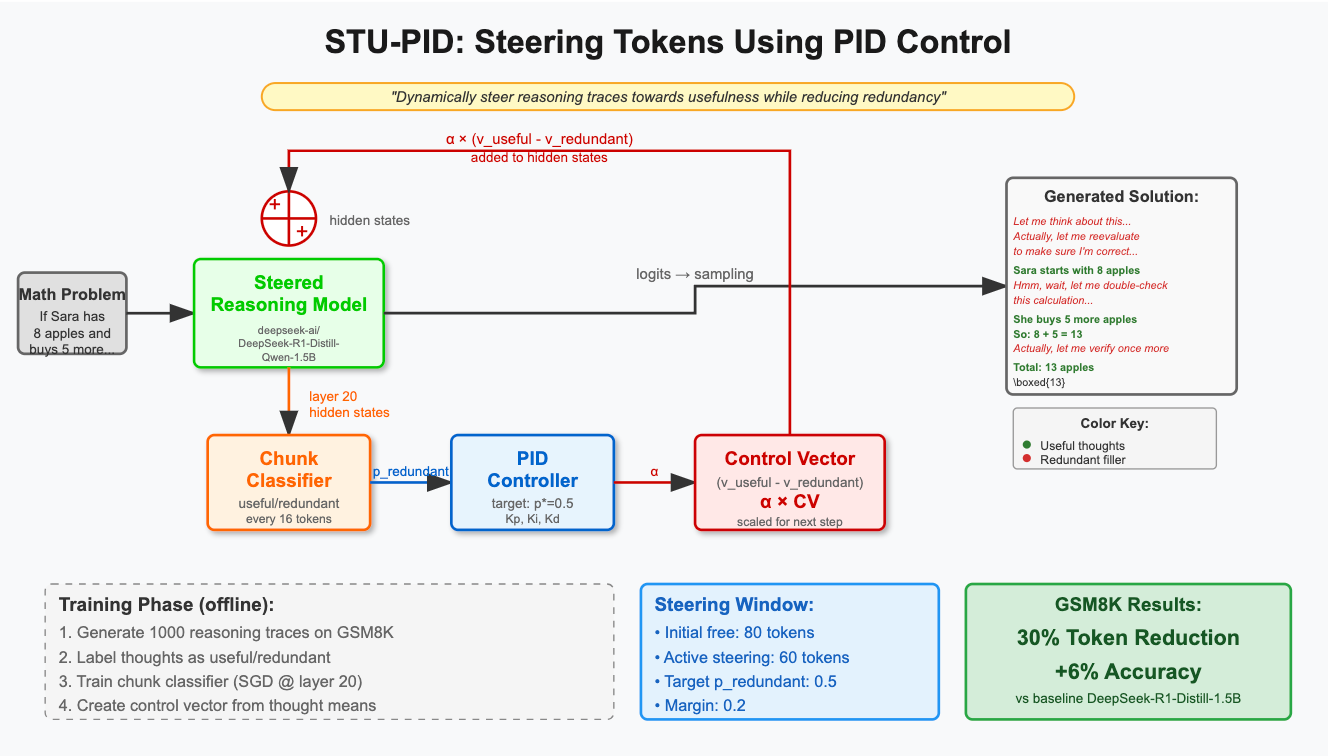 STU-PID: Steering Tokens Using PID Control
"Dynamically steer reasoning traces towards usefulness while reducing redundancy"
α × (v_useful - v_redundant)
added to hidden states
+
+
hidden states
Math Problem
If Sara has
8 apples and
buys 5 more...
Steered
Reasoning Model
deepseek-ai/
DeepSeek-R1-Distill-
Qwen-1.5B
logits → sampling
Generated Solution:
Let me think about this...
Actually, let me reevaluate
to make sure I'm correct...
Sara starts with 8 apples
Hmm, wait, let me double-check
this calculation...
She buys 5 more apples
So: 8 + 5 = 13
Actually, let me verify once more
Total: 13 apples
\boxed{13}
Color Key:
Useful thoughts
Redundant filler
layer 20
hidden states
Chunk
Classifier
useful/redundant
every 16 tokens
p_redundant
PID
Controller
target: p*=0.5
Kp, Ki, Kd
α
Control Vector
(v_useful - v_redundant)
α × CV
scaled for next step
Training Phase (offline):
1. Generate 1000 reasoning traces on GSM8K
2. Label thoughts as useful/redundant
3. Train chunk classifier (SGD @ layer 20)
4. Create control vector from thought means
Steering Window:
• Initial free: 80 tokens
• Active steering: 60 tokens
• Target p_redundant: 0.5
• Margin: 0.2
GSM8K Results:
30% Token Reduction
+6% Accuracy
vs baseline DeepSeek-R1-Distill-1.5B